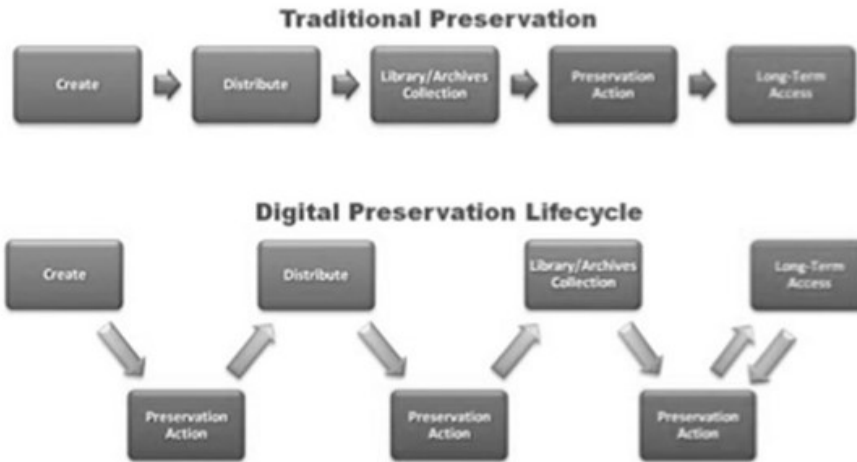 Traditional Preservation
Create
Distribute
Library/Archives
Collection
Preservation
Action
Long-Term
Access
Digital Preservation Lifecycle
Create
Distribute
Library/Archives
Collection
Long-Term
Access
Preservation
Action
Preservation
Action
Preservation
Action